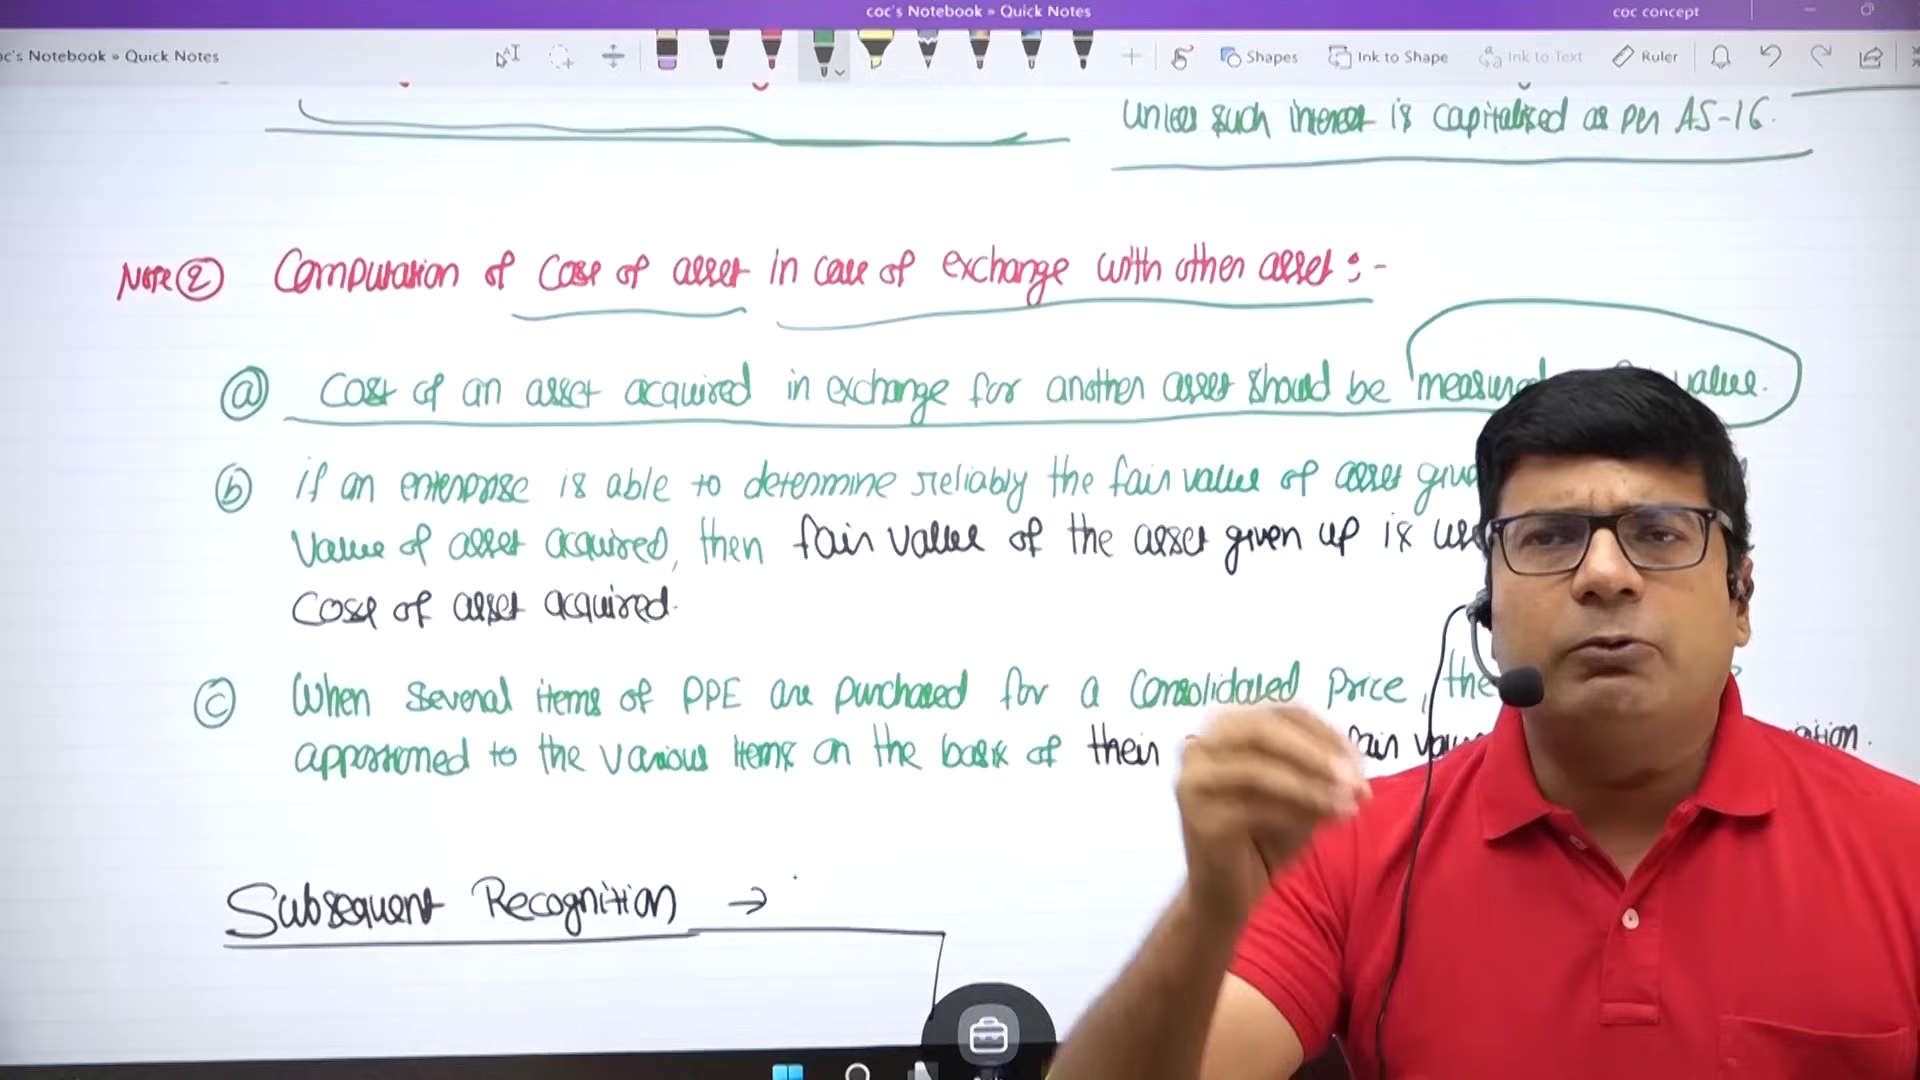 coc's Notebook » Quick Notes
coc concept
oc's Notebook » Quick Notes
Shapes
Ink to Shape
Ink to Text
Ruler
Unless such interest is capitalized as per AS-16.
Note ② Computation of Cost of asset in case of exchange with other asset :-
ⓐ Cost of an asset acquired in exchange for another asset should be measured value.
ⓑ if an enterprise is able to determine reliably the fair value of asset given
Value of asset acquired, then fair value of the asset given up is
Cost of asset acquired.
ⓒ When several items of PPE are purchased for a Consolidated price, the
apportioned to the various items on the basis of their fair
Subsequent Recognition →